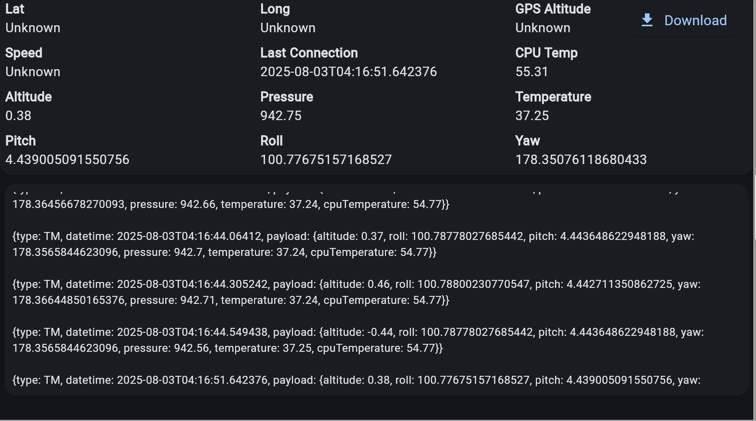 Lat Long GPS Altitude
Unknown Unknown Unknown Download
Speed Last Connection CPU Temp
Unknown 2025-08-03T04:16:51.642376 55.31
Altitude Pressure Temperature
0.38 942.75 37.25
Pitch Roll Yaw
4.439005091550756 100.77675157168527 178.35076118680433
178.36456678270093, pressure: 942.66, temperature: 37.24, cpuTemperature: 54.77}}
{type: TM, datetime: 2025-08-03T04:16:44.06412, payload: {altitude: 0.37, roll: 100.78778027685442, pitch: 4.443648622948188, yaw:
178.3565844623096, pressure: 942.7, temperature: 37.24, cpuTemperature: 54.77}}
{type: TM, datetime: 2025-08-03T04:16:44.305242, payload: {altitude: 0.46, roll: 100.78800230770547, pitch: 4.442711350862725, yaw:
178.36644850165376, pressure: 942.71, temperature: 37.24, cpuTemperature: 54.77}}
{type: TM, datetime: 2025-08-03T04:16:44.549438, payload: {altitude: -0.44, roll: 100.78778027685442, pitch: 4.443648622948188, yaw:
178.3565844623096, pressure: 942.56, temperature: 37.25, cpuTemperature: 54.77}}
{type: TM, datetime: 2025-08-03T04:16:51.642376, payload: {altitude: 0.38, roll: 100.77675157168527, pitch: 4.439005091550756, yaw: